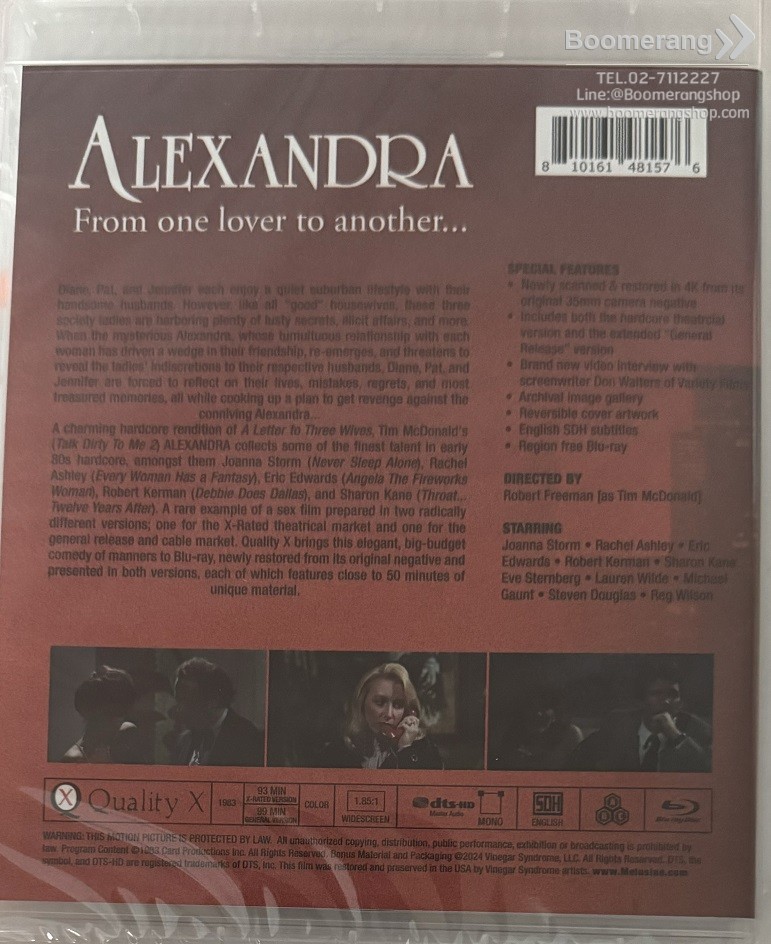 Boomerang
TEL.02-7112227
Line:@Boomerangshop
www.boomerangshop.com
8 10161 48157 6
ALEXANDRA
From one lover to another...
Diane, Pat, and Jennifer each enjoy a quiet suburban lifestyle with their
handsome husbands. However, like all "good" housewives, these three
society ladies are harboring plenty of lusty secrets, illicit affairs, and more.
When the mysterious Alexandra, whose tumultuous relationship with each
woman has driven a wedge in their friendship, re-emerges, and threatens to
reveal the ladies' indiscretions to their respective husbands, Diane, Pat, and
Jennifer are forced to reflect on their lives, mistakes, regrets, and most
treasured memories, all while cooking up a plan to get revenge against the
conniving Alexandra...
A charming hardcore rendition of A Letter to Three Wives, Tim McDonald's
(Talk Dirty To Me 2) ALEXANDRA collects some of the finest talent in early
80s hardcore, amongst them Joanna Storm (Never Sleep Alone), Rachel
Ashley (Every Woman Has a Fantasy), Eric Edwards (Angela The Fireworks
Woman), Robert Kerman (Debbie Does Dallas), and Sharon Kane (Throat...
Twelve Years After). A rare example of a sex film prepared in two radically
different versions; one for the X-Rated theatrical market and one for the
general release and cable market. Quality X brings this elegant, big-budget
comedy of manners to Blu-ray, newly restored from its original negative and
presented in both versions, each of which features close to 50 minutes of
unique material.
SPECIAL FEATURES
• Newly scanned & restored in 4K from its
original 35mm camera negative
• Includes both the hardcore theatrical
version and the extended "General
Release" version
• Brand new video interview with
screenwriter Don Walters of Variety Films
• Archival image gallery
• Reversible cover artwork
• English SDH subtitles
• Region free Blu-ray
DIRECTED BY
Robert Freeman [as Tim McDonald]
STARRING
Joanna Storm • Rachel Ashley • Eric
Edwards • Robert Kerman • Sharon Kane
Eve Sternberg • Lauren Wilde • Michael
Gaunt • Steven Douglas • Reg Wilson
X Quality X
1983
93 MIN
X-RATED VERSION
99 MIN
GENERAL VERSION
COLOR
1.85:1
WIDESCREEN
dts-HD
Master Audio
MONO
SDH
ENGLISH
Blu-ray Disc
WARNING: THIS MOTION PICTURE IS PROTECTED BY LAW. All unauthorized copying, distribution, public performance, exhibition or broadcasting is prohibited by
law. Program Content ©1983 Card Productions Inc. All Rights Reserved. Bonus Material and Packaging ©2024 Vinegar Syndrome, LLC. All Rights Reserved. DTS, the
symbol, and DTS-HD are registered trademarks of DTS, Inc. This film was restored and preserved in the USA by Vinegar Syndrome artists. www.Melusine.com